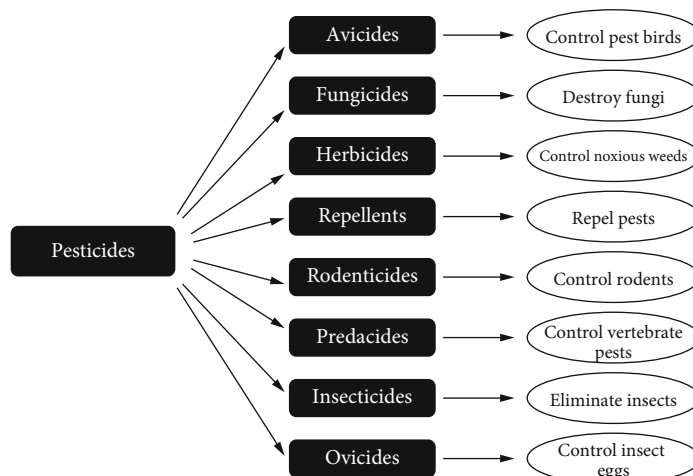 Avicides
Control pest birds
Fungicides
Destroy fungi
Herbicides
Control noxious weeds
Repellents
Repel pests
Pesticides
Rodenticides
Control rodents
Predacides
Control vertebrate
pests
Insecticides
Eliminate insects
Ovicides
Control insect
eggs